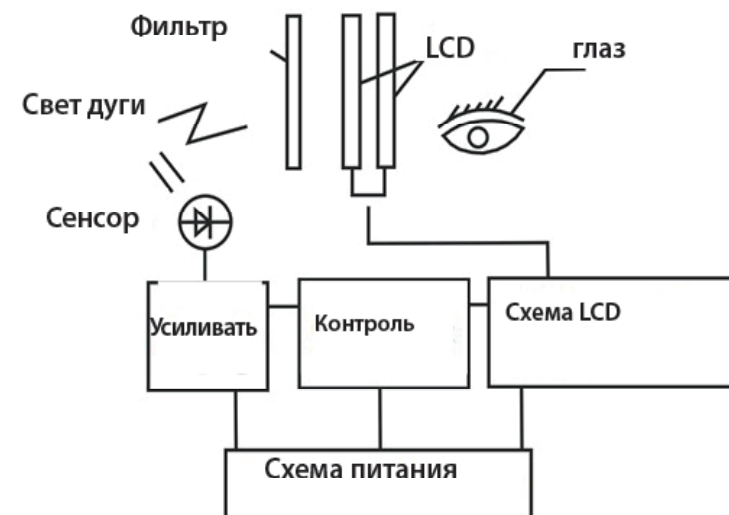 Фильтр
LCD
глаз
Свет дуги
Сенсор
Усиливать
Контроль
Схема LCD
Схема питания